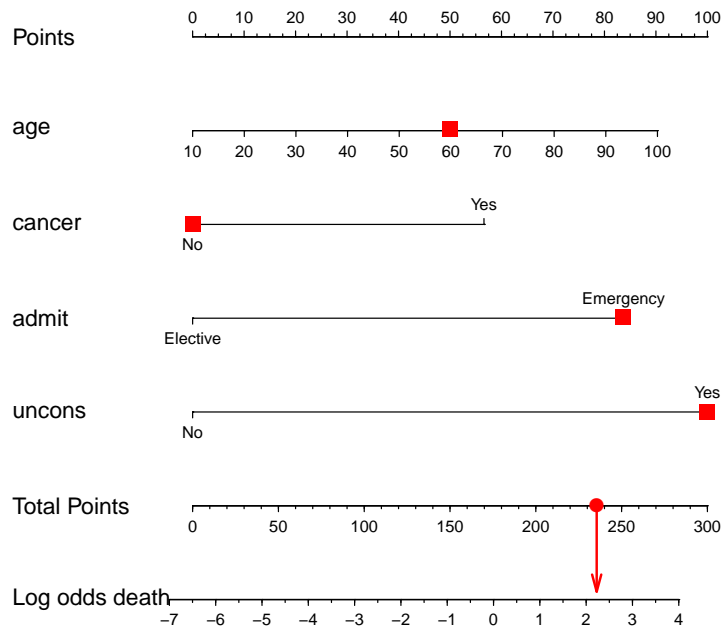 0 10 20 30 40 50 60 70 80 90 100
Points
age
10 20 30 40 50 60 70 80 90 100
Yes
cancer
No
Emergency
admit
Elective
Yes
uncons
No
Total Points
0 50 100 150 200 250 300
Log odds death
−7 −6 −5 −4 −3 −2 −1 0 1 2 3 4